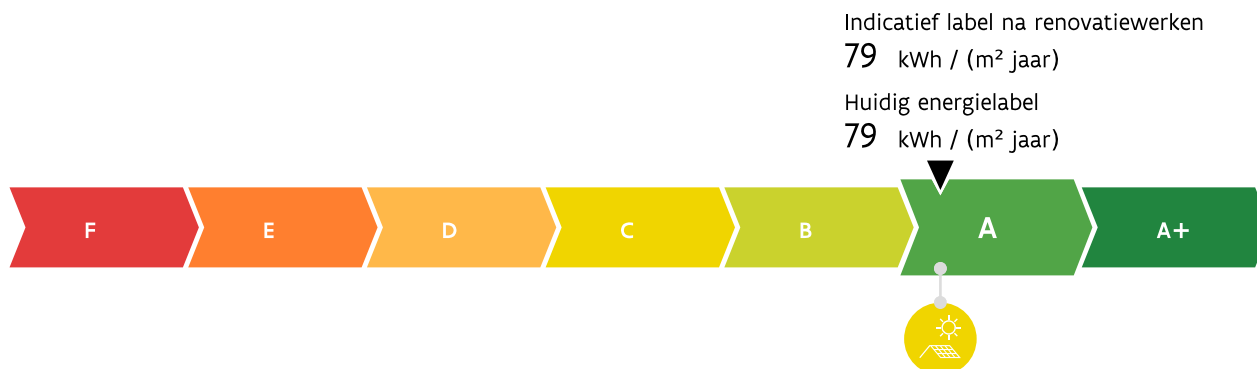 Indicatief label na renovatiewerken
79 kWh / (m² jaar)
Huidig energielabel
79 kWh / (m² jaar)
F E D C B A A+